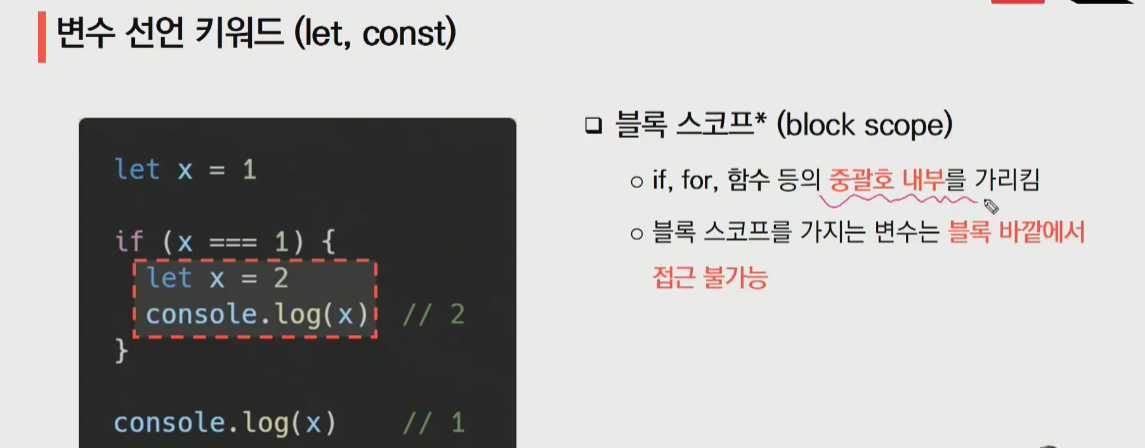 변수 선언 키워드 (let, const)
let x = 1
if (x === 1) {
let x = 2
console.log(x) // 2
}
console.log(x) // 1
❑ 블록 스코프* (block scope)
○ if, for, 함수 등의 중괄호 내부를 가리킴
○ 블록 스코프를 가지는 변수는 블록 바깥에서
접근 불가능